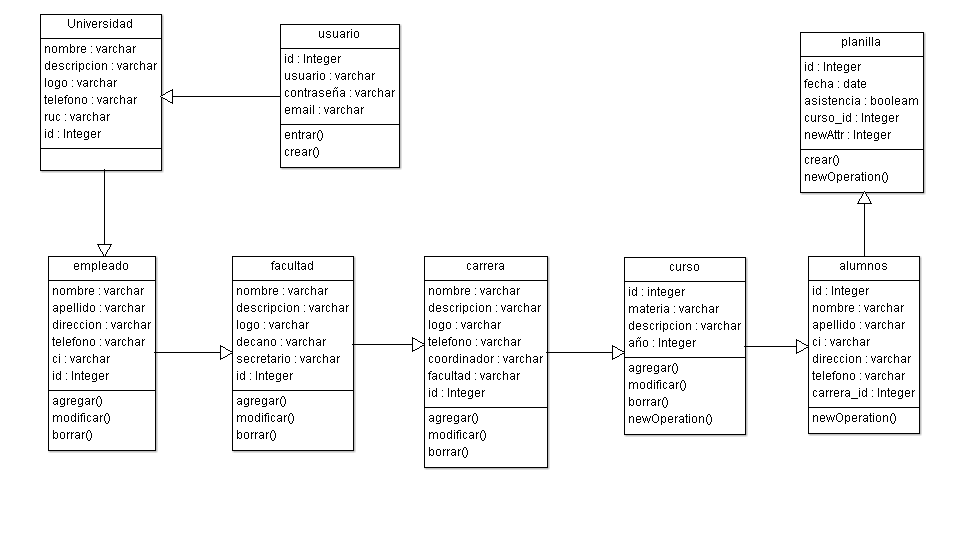 Universidad
nombre : varchar
descripcion : varchar
logo : varchar
telefono : varchar
ruc : varchar
id : Integer
usuario
id : Integer
usuario : varchar
contraseña : varchar
email : varchar
entrar()
crear()
planilla
id : Integer
fecha : date
asistencia : booleam
curso_id : Integer
newAttr : Integer
crear()
newOperation()
empleado
nombre : varchar
apellido : varchar
direccion : varchar
telefono : varchar
ci : varchar
id : Integer
agregar()
modificar()
borrar()
facultad
nombre : varchar
descripcion : varchar
logo : varchar
decano : varchar
secretario : varchar
id : Integer
agregar()
modificar()
borrar()
carrera
nombre : varchar
descripcion : varchar
logo : varchar
telefono : varchar
coordinador : varchar
facultad : varchar
id : Integer
agregar()
modificar()
borrar()
curso
id : integer
materia : varchar
descripcion : varchar
año : Integer
agregar()
modificar()
borrar()
newOperation()
alumnos
id : Integer
nombre : varchar
apellido : varchar
ci : varchar
direccion : varchar
telefono : varchar
carrera_id : Integer
newOperation()